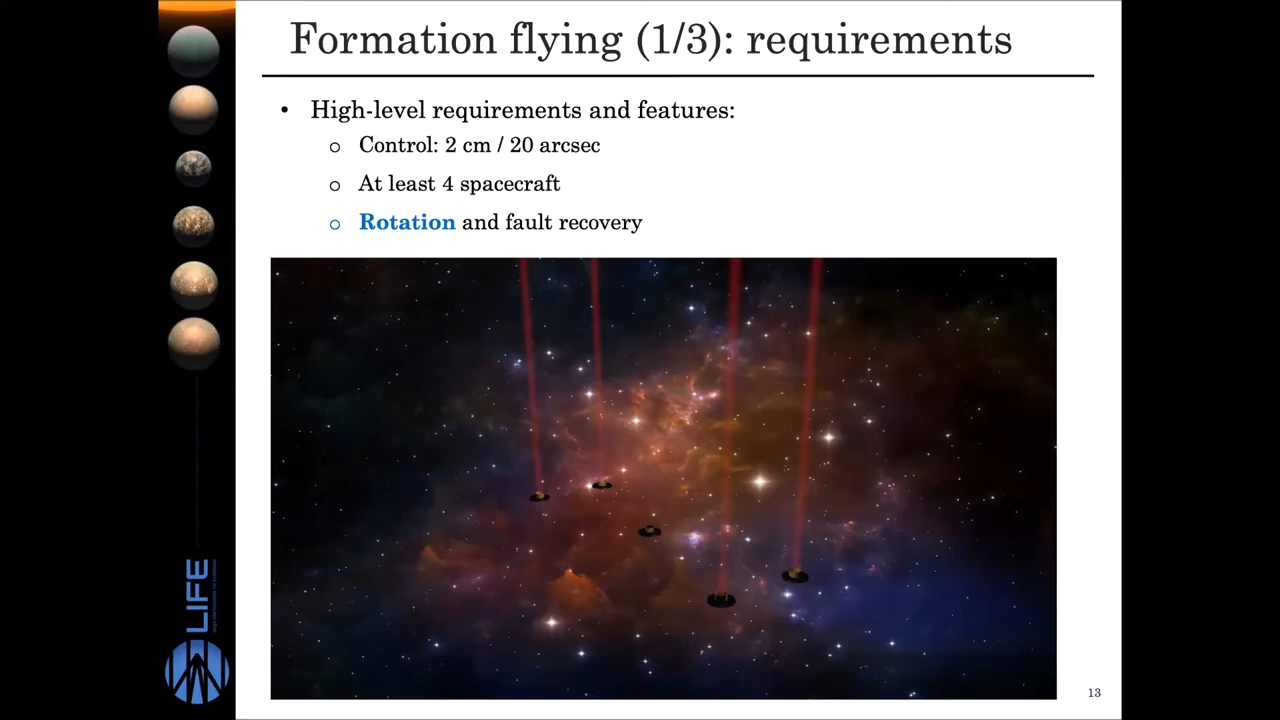 Formation flying (1/3): requirements
• High-level requirements and features:
o Control: 2 cm / 20 arcsec
o At least 4 spacecraft
o Rotation and fault recovery
LIFE
13